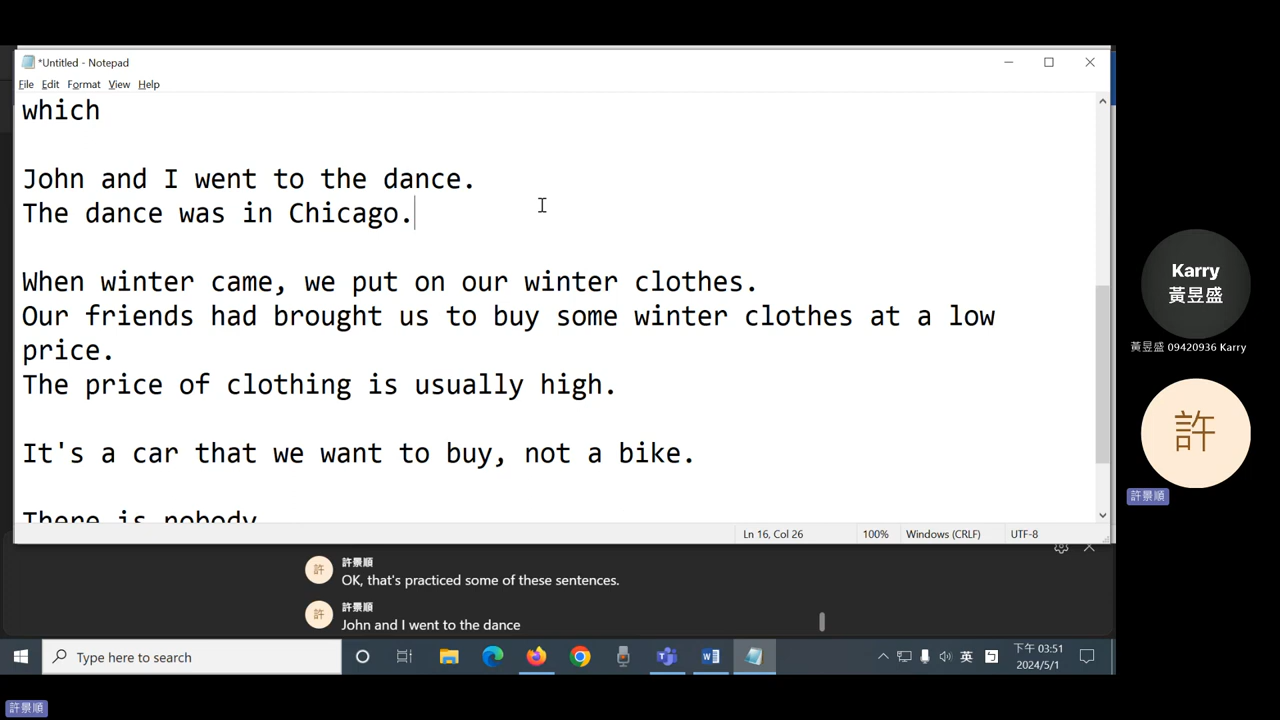 *Untitled - Notepad
File Edit Format View Help
which
John and I went to the dance.
The dance was in Chicago.
When winter came, we put on our winter clothes.
Our friends had brought us to buy some winter clothes at a low
price.
The price of clothing is usually high.
It's a car that we want to buy, not a bike.
There is nobody
Ln 16, Col 26 100% Windows (CRLF) UTF-8
許 許景順
OK, that's practiced some of these sentences.
許 許景順
John and I went to the dance
Type here to search
英
下午 03:51
2024/5/1
Karry
黃昱盛
黃昱盛 09420936 Karry
許
許景順
許景順